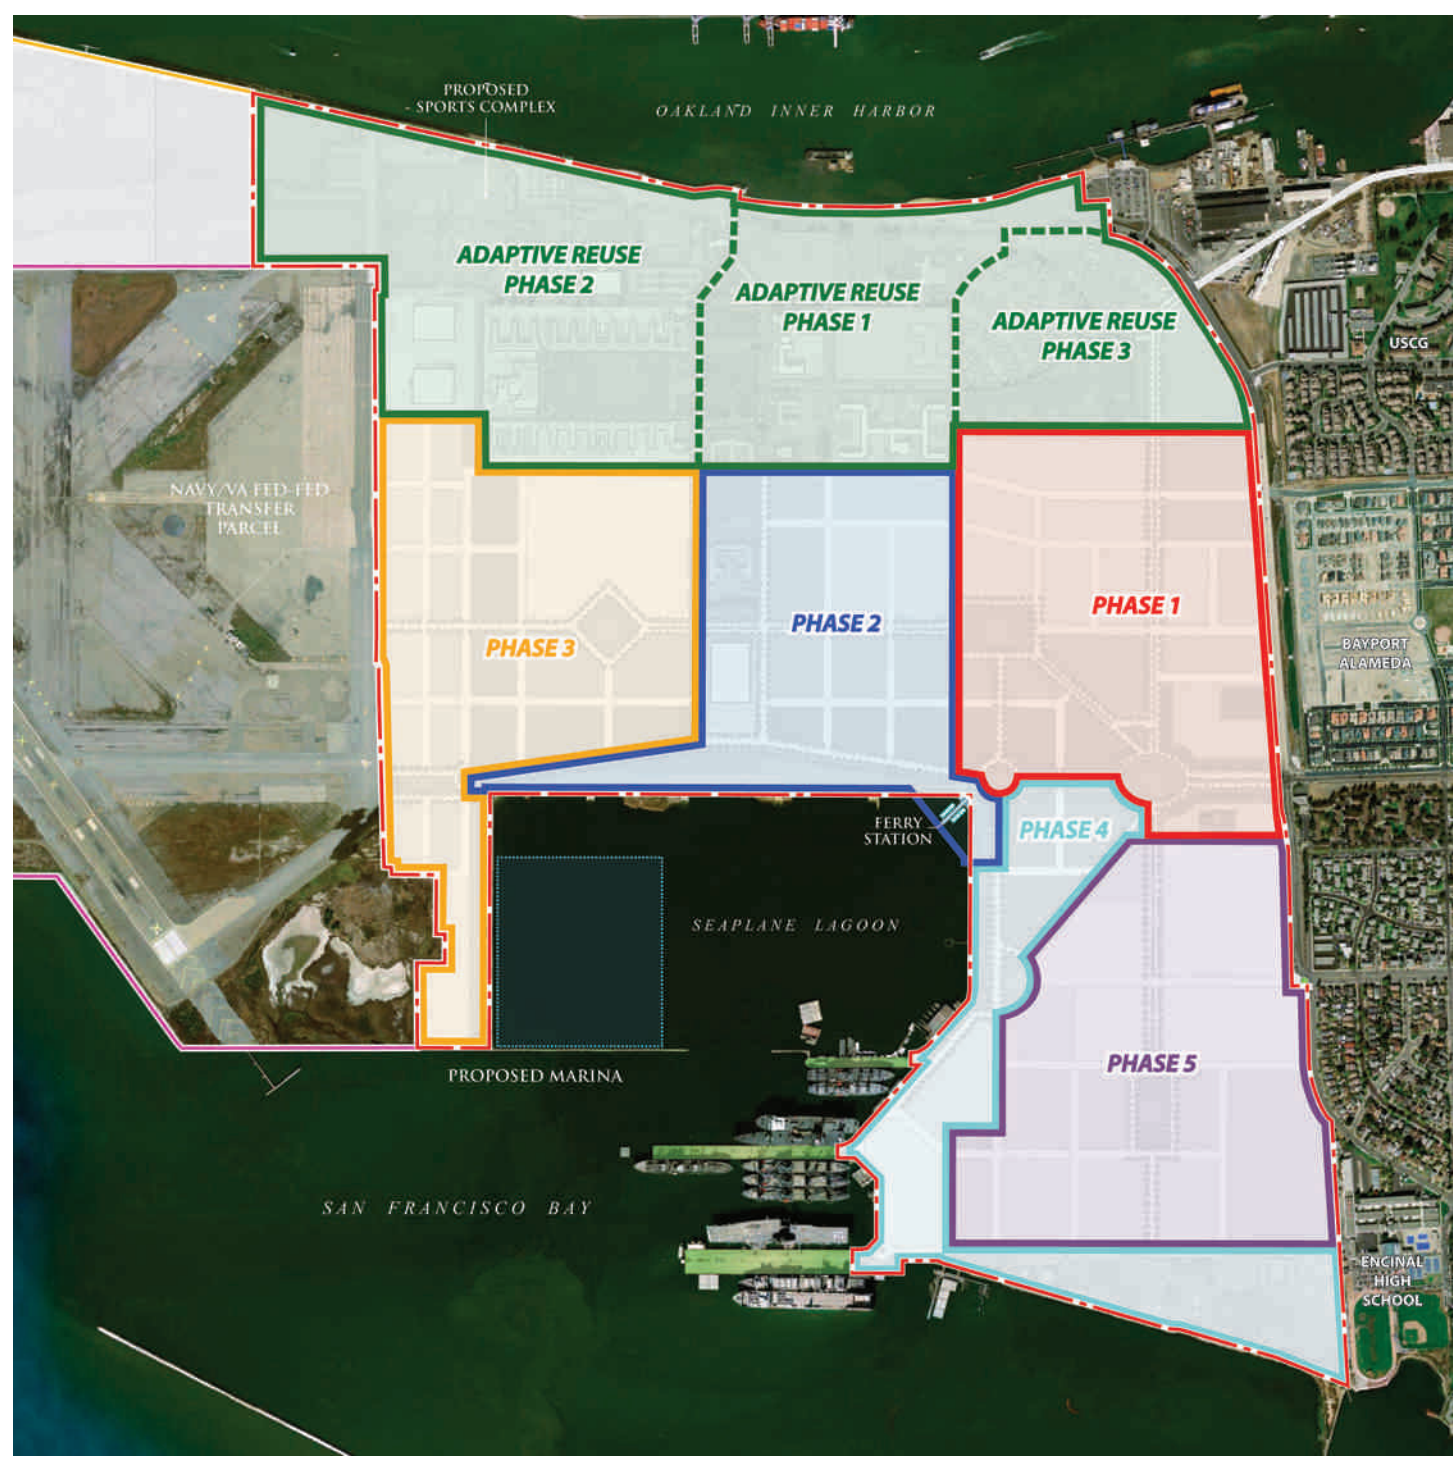 PROPOSED
- SPORTS COMPLEX
OAKLAND INNER HARBOR
ADAPTIVE REUSE
PHASE 2
ADAPTIVE REUSE
PHASE 1
ADAPTIVE REUSE
PHASE 3
USCG
NAVY/VA FED-FED
TRANSFER
PARCEL
PHASE 3
PHASE 2
PHASE 1
BAYPORT
ALAMEDA
FERRY
STATION
PHASE 4
SEAPLANE LAGOON
PROPOSED MARINA
PHASE 5
SAN FRANCISCO BAY
ENCINAL
HIGH
SCHOOL